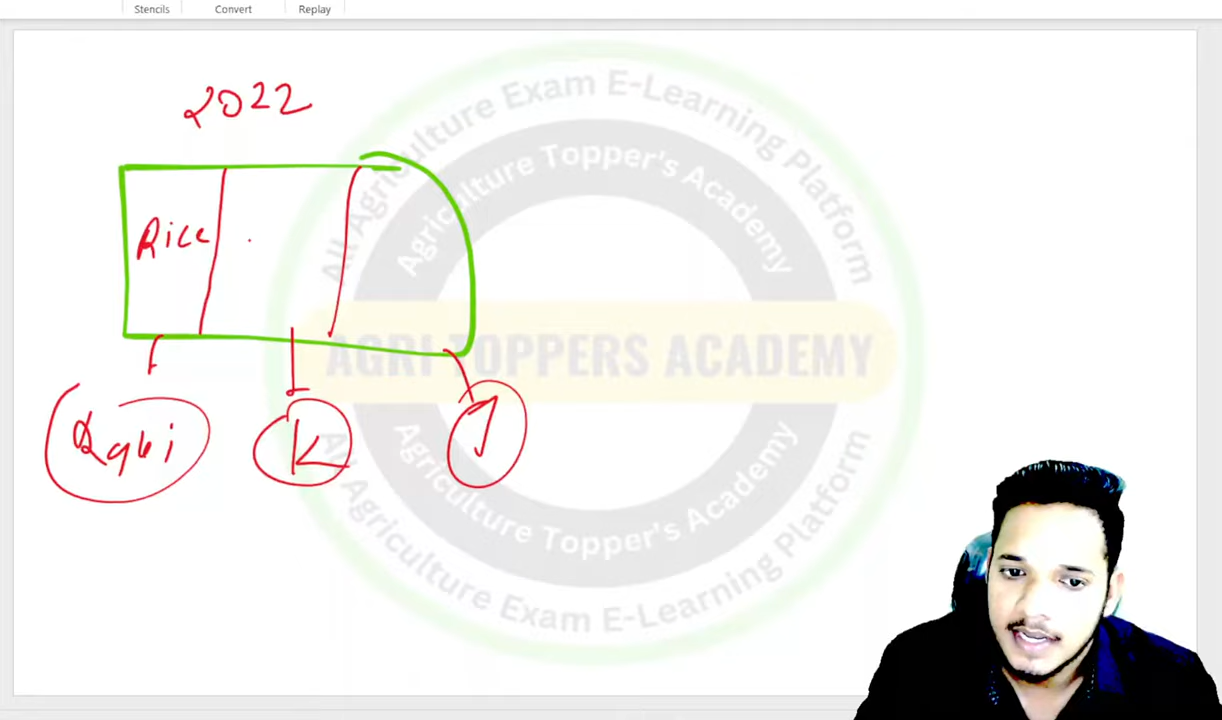 Stencils Convert Replay
2022
Rice
Rabi
K
J
All Agriculture Exam E-Learning Platform
Agriculture Topper's Academy
AGRI TOPPERS ACADEMY
Agriculture Topper's Academy
All Agriculture Exam E-Learning Platform